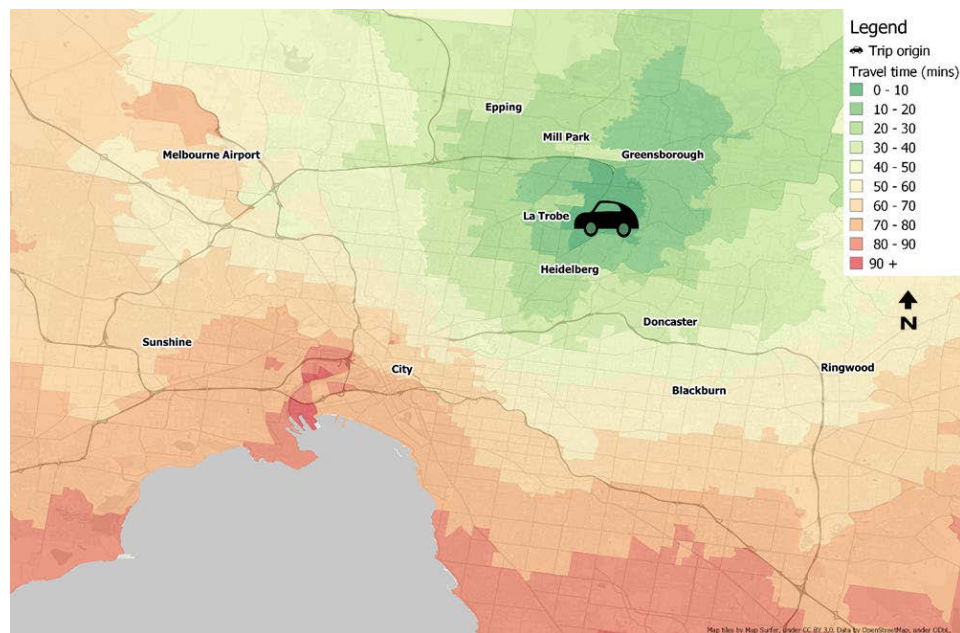 Legend
Trip origin
Travel time (mins)
0 - 10
10 - 20
20 - 30
30 - 40
40 - 50
50 - 60
60 - 70
70 - 80
80 - 90
90 +
Epping
Mill Park
Melbourne Airport
Greensborough
La Trobe
Heidelberg
N
Doncaster
Sunshine
City
Ringwood
Blackburn
Map tiles by Map Surfer, under CC BY 3.0. Data by OpenStreetMap, under ODbL.